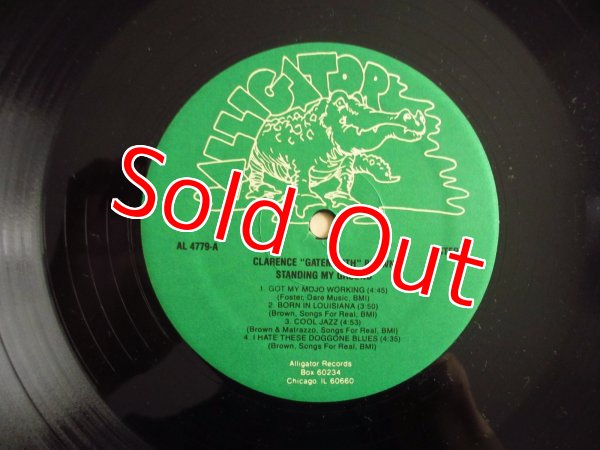 ALLIGATOR
Sold Out
AL 4779-A
CLARENCE
STANDING MY
1. GOT MY MOJO WORKING (4:45)
(Foster, Dare Music, BMI)
2. BORN IN LOUISIANA (3:50)
(Brown, Songs For Real, BMI)
3. COOL JAZZ (4:53)
(Brown & Matrazzo, Songs For Real, BMI)
4. I HATE THESE DOGGONE BLUES (4:35)
(Brown, Songs For Real, BMI)
Alligator Records
Box 60234
Chicago IL 60660